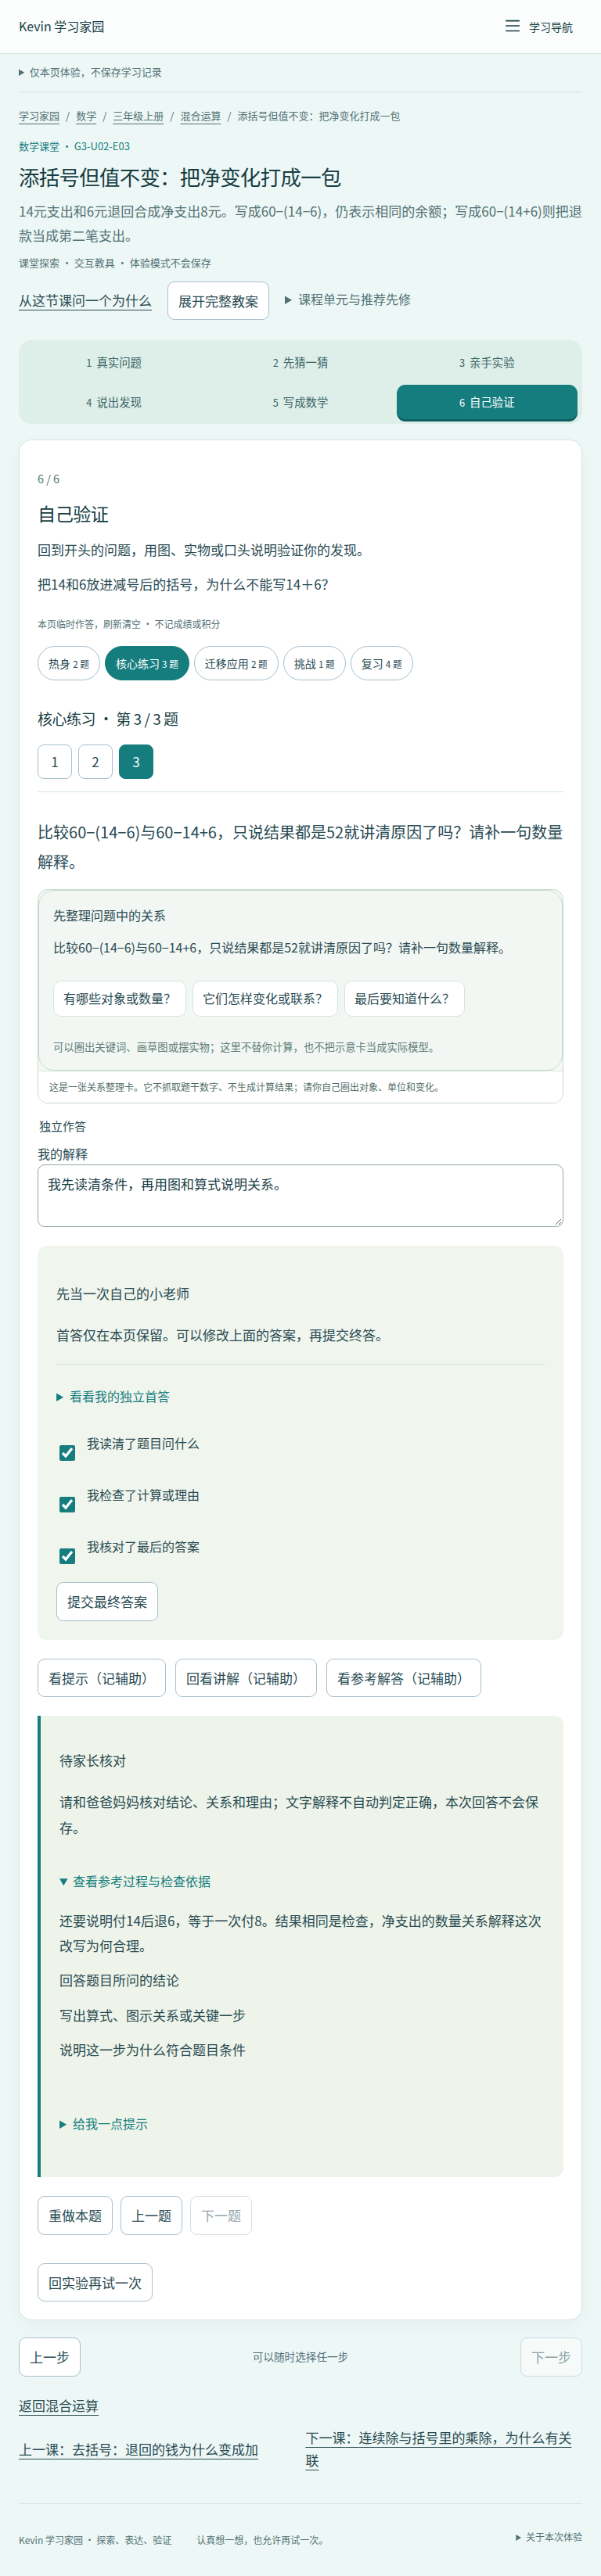 Kevin 学习家园
学习导航
仅本页体验，不保存学习记录
学习家园 / 数学 / 三年级上册 / 混合运算 / 添括号但值不变：把净变化打成一包
数学课堂 · G3-U02-E03
添括号但值不变：把净变化打成一包
14元支出和6元退回合成净支出8元。写成60−(14−6)，仍表示相同的余额；写成60−(14+6)则把退
款当成第二笔支出。
课堂探索 · 交互教具 · 体验模式不会保存
从这节课问一个为什么
展开完整教案
课程单元与推荐先修
1 真实问题
2 先猜一猜
3 亲手实验
4 说出发现
5 写成数学
6 自己验证
6 / 6
自己验证
回到开头的问题，用图、实物或口头说明验证你的发现。
把14和6放进减号后的括号，为什么不能写14＋6？
本页临时作答，刷新清空 · 不记成绩或积分
热身 2 题
核心练习 3 题
迁移应用 2 题
挑战 1 题
复习 4 题
核心练习 · 第 3 / 3 题
1
2
3
比较60−(14−6)与60−14+6，只说结果都是52就讲清原因了吗？请补一句数量
解释。
先整理问题中的关系
比较60−(14−6)与60−14+6，只说结果都是52就讲清原因了吗？请补一句数量解释。
有哪些对象或数量？
它们怎样变化或联系？
最后要知道什么？
可以圈出关键词、画草图或摆实物；这里不替你计算，也不把示意卡当成实际模型。
这是一张关系整理卡。它不抓取题干数字、不生成计算结果；请你自己圈出对象、单位和变化。
独立作答
我的解释
我先读清条件，再用图和算式说明关系。
先当一次自己的小老师
首答仅在本页保留。可以修改上面的答案，再提交终答。
看看我的独立首答
我读清了题目问什么
我检查了计算或理由
我核对了最后的答案
提交最终答案
看提示（记辅助）
回看讲解（记辅助）
看参考解答（记辅助）
待家长核对
请和爸爸妈妈核对结论、关系和理由；文字解释不自动判定正确，本次回答不会保
存。
查看参考过程与检查依据
还要说明付14后退6，等于一次付8。结果相同是检查，净支出的数量关系解释这次
改写为何合理。
回答题目所问的结论
写出算式、图示关系或关键一步
说明这一步为什么符合题目条件
给我一点提示
重做本题
上一题
下一题
回实验再试一次
上一步
可以随时选择任一步
下一步
返回混合运算
上一课：去括号：退回的钱为什么变成加
下一课：连续除与括号里的乘除，为什么有关
联
Kevin 学习家园 · 探索、表达、验证
认真想一想，也允许再试一次。
关于本次体验